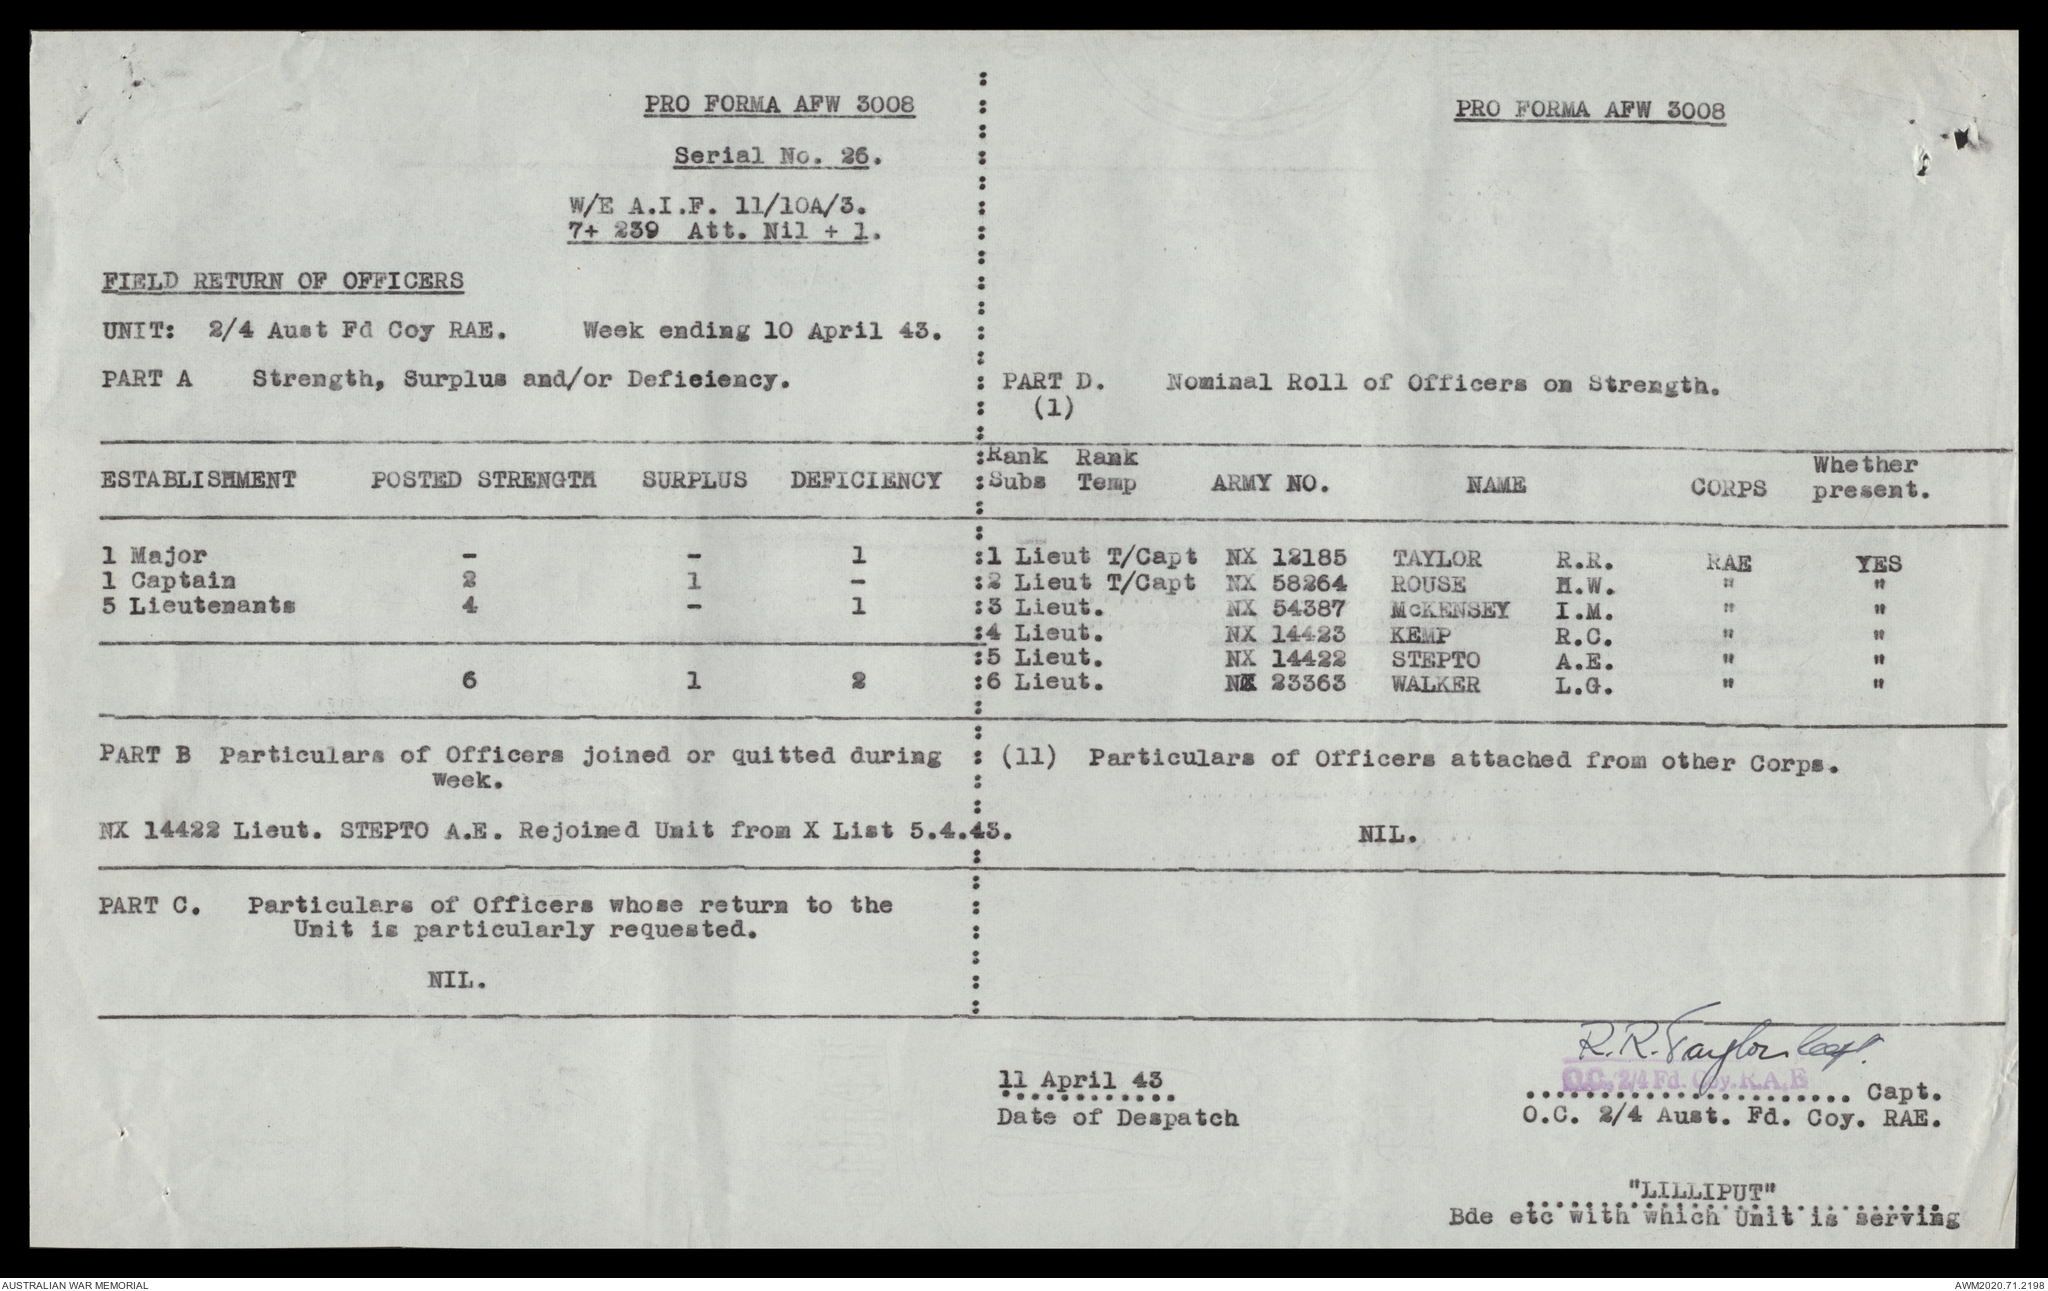 PRO FORMA AFW 3008
Serial No. 26.
W/E A.I.F. 11/10A/3.
7+ 239 Att. Nil + 1.
FIELD RETURN OF OFFICERS
UNIT: 2/4 Aust Fd Coy RAE. Week ending 10 April 43.
PART A Strength, Surplus and/or Deficiency.
ESTABLISHMENT POSTED STRENGTH SURPLUS DEFICIENCY
1 Major - - 1
1 Captain 2 1 -
5 Lieutenants 4 - 1
6 1 2
PART B Particulars of Officers joined or quitted during
Week.
NX 14422 Lieut. STEPTO A.E. Rejoined Unit from X List 5.4.43.
PART C. Particulars of Officers whose return to the
Unit is particularly requested.
NIL.
PRO FORMA AFW 3008
PART D. Nominal Roll of Officers on Strength.
(1)
Rank Rank Whether
Subs Temp ARMY NO. NAME CORPS present.
1 Lieut T/Capt NX 12185 TAYLOR R.R. RAE YES
2 Lieut T/Capt NX 58264 ROUSE H.W. " "
3 Lieut. NX 54387 McKENSEY I.M. " "
4 Lieut. NX 14423 KEMP R.C. " "
5 Lieut. NX 14422 STEPTO A.E. " "
6 Lieut. NX 23363 WALKER L.G. " "
(11) Particulars of Officers attached from other Corps.
NIL.
R.R. Taylor Capt.
O.C. 2/4 Fd. Coy. R.A.E
11 April 43
............ ...................... Capt.
Date of Despatch O.C. 2/4 Aust. Fd. Coy. RAE.
"LILLIPUT"
Bde etc with which Unit is serving
AUSTRALIAN WAR MEMORIAL AWM2020.71.2198